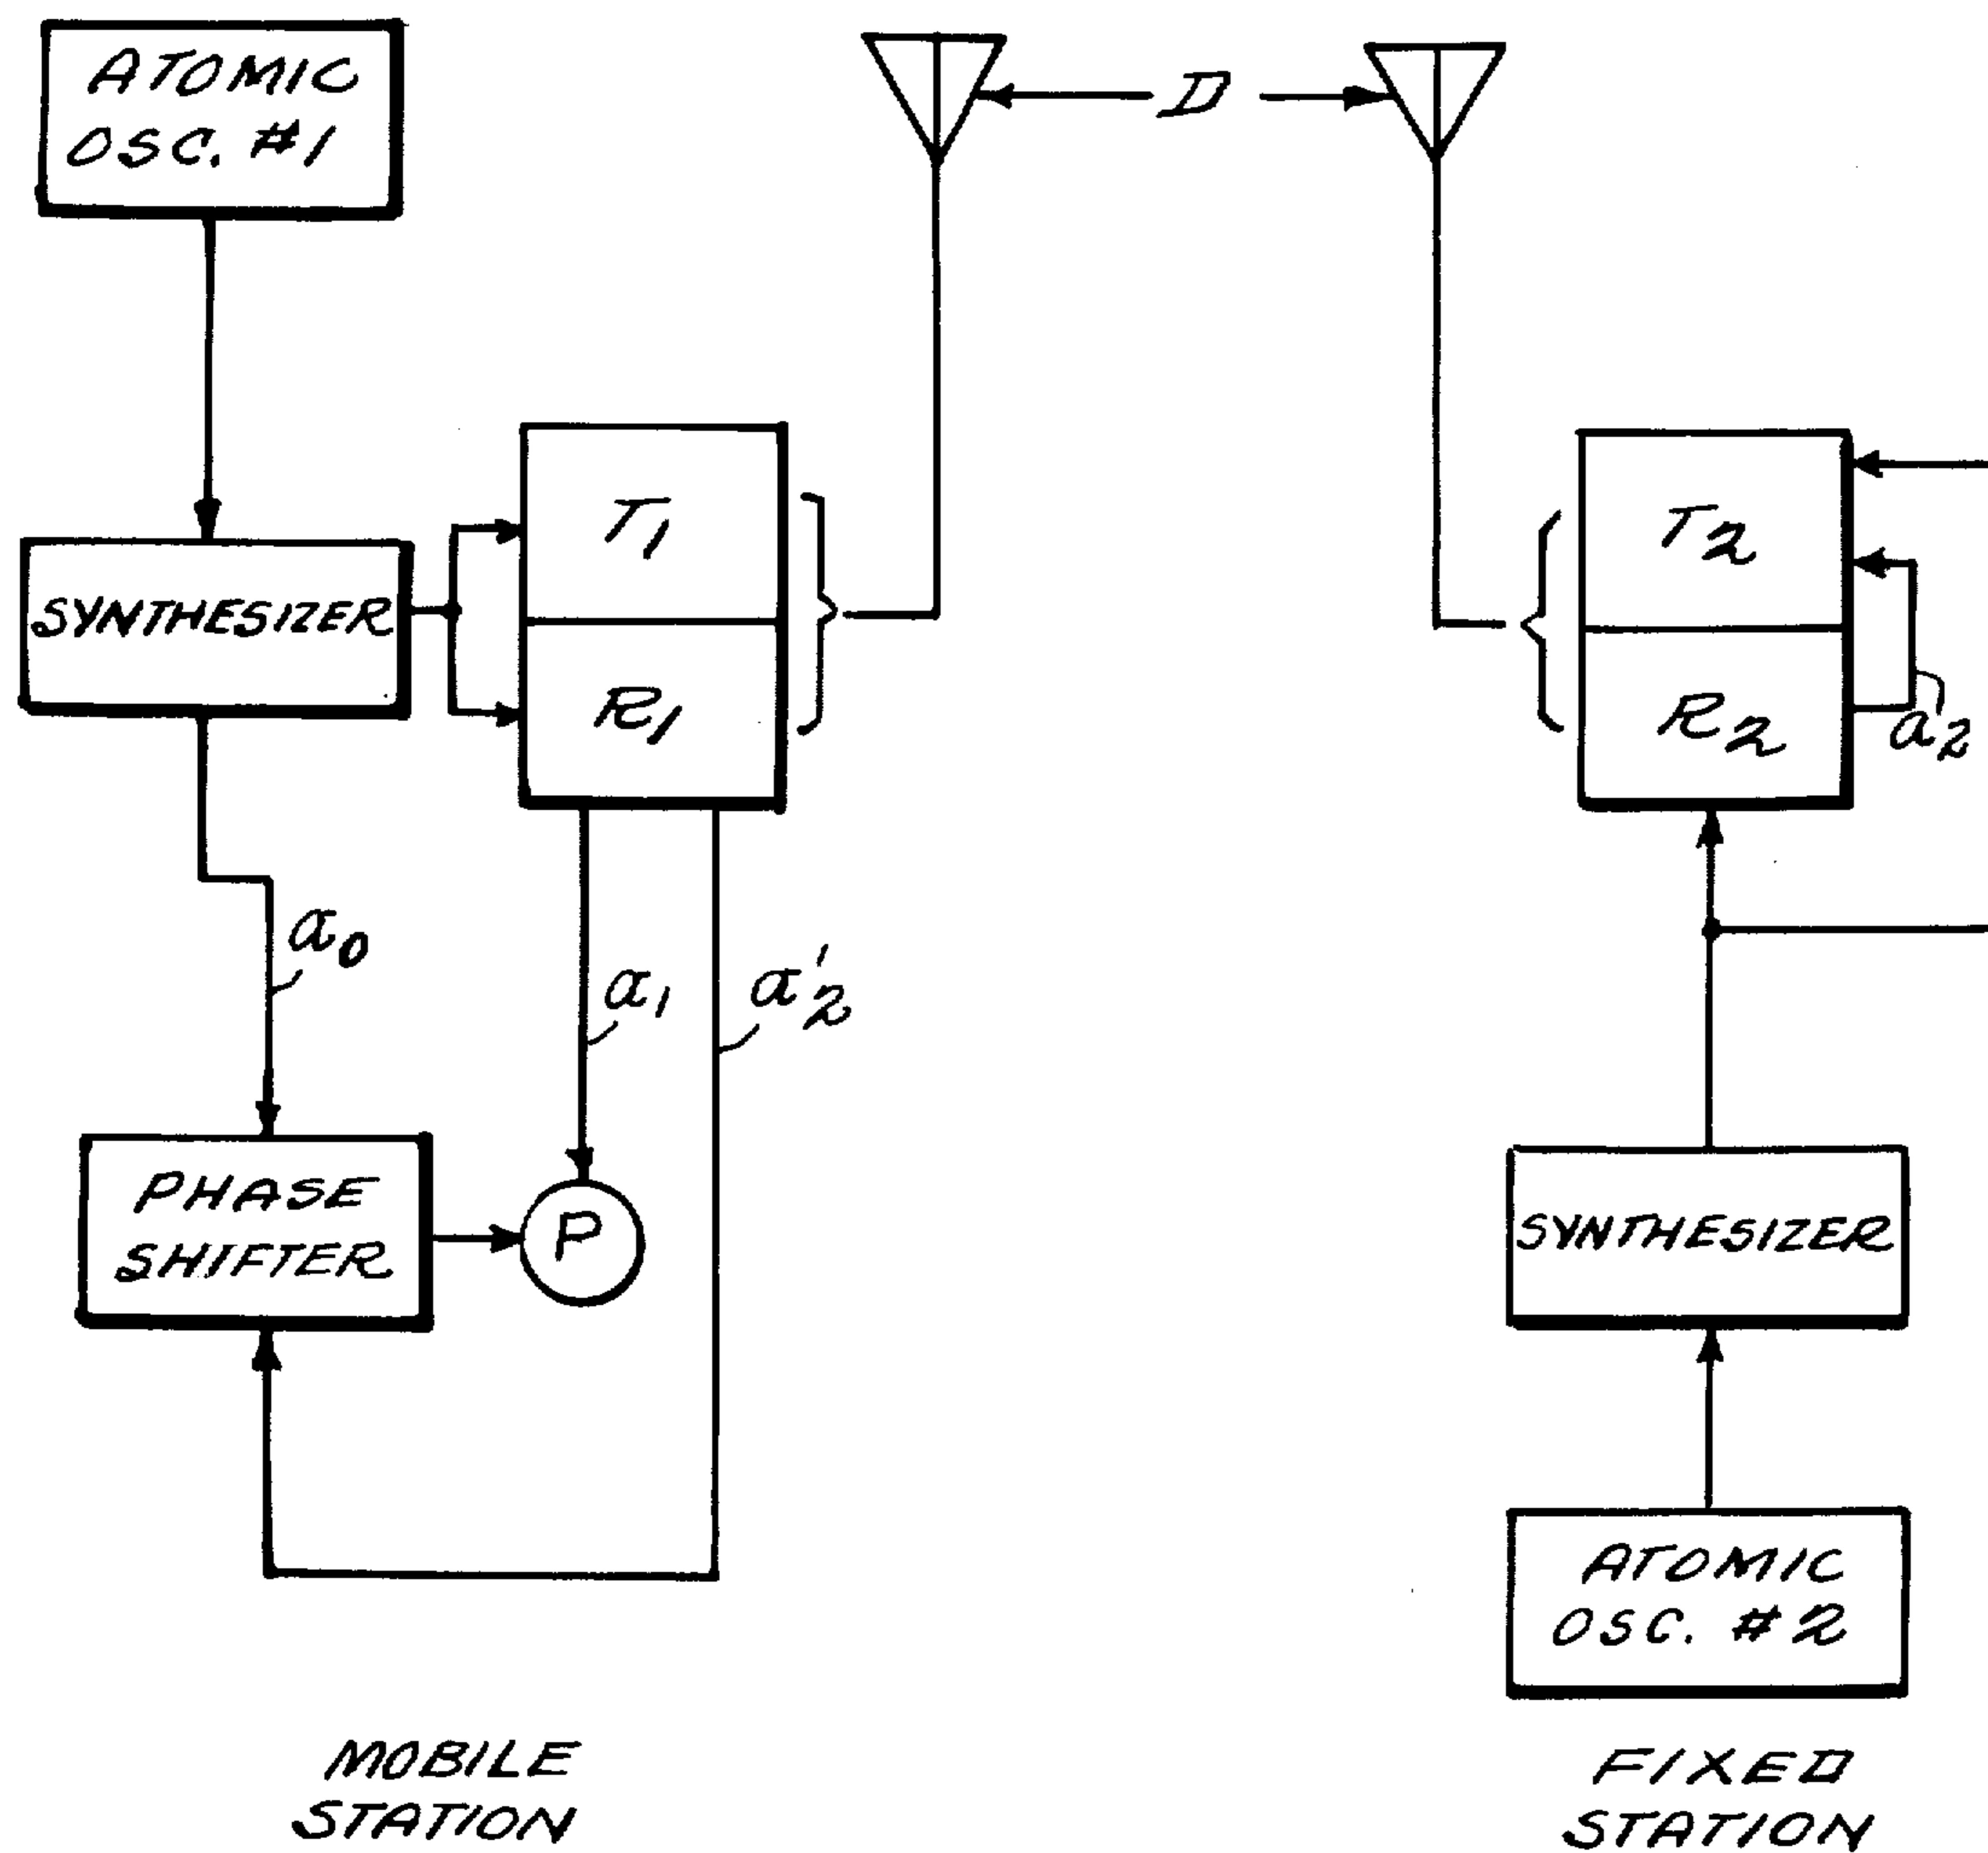 ATOMIC
OSC. #1
D
SYNTHESIZER
T1
R1
T2
R2
a2
a0
a1
a'2
PHASE
SHIFTER
P
SYNTHESIZER
ATOMIC
OSC. #2
MOBILE
STATION
FIXED
STATION